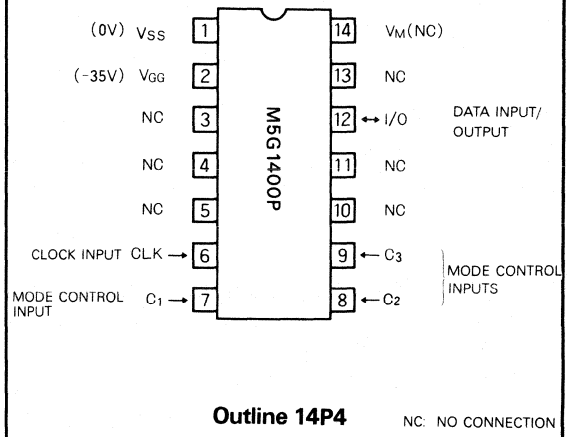 (0V) VSS 1 14 VM(NC)
(-35V) VGG 2 13 NC
NC 3 12 ↔ I/O DATA INPUT/
OUTPUT
NC 4 11 NC
NC 5 10 NC
M5G1400P
CLOCK INPUT CLK → 6 9 ← C3
MODE CONTROL
INPUT
C1 → 7 8 ← C2
MODE CONTROL
INPUTS
Outline 14P4
NC: NO CONNECTION